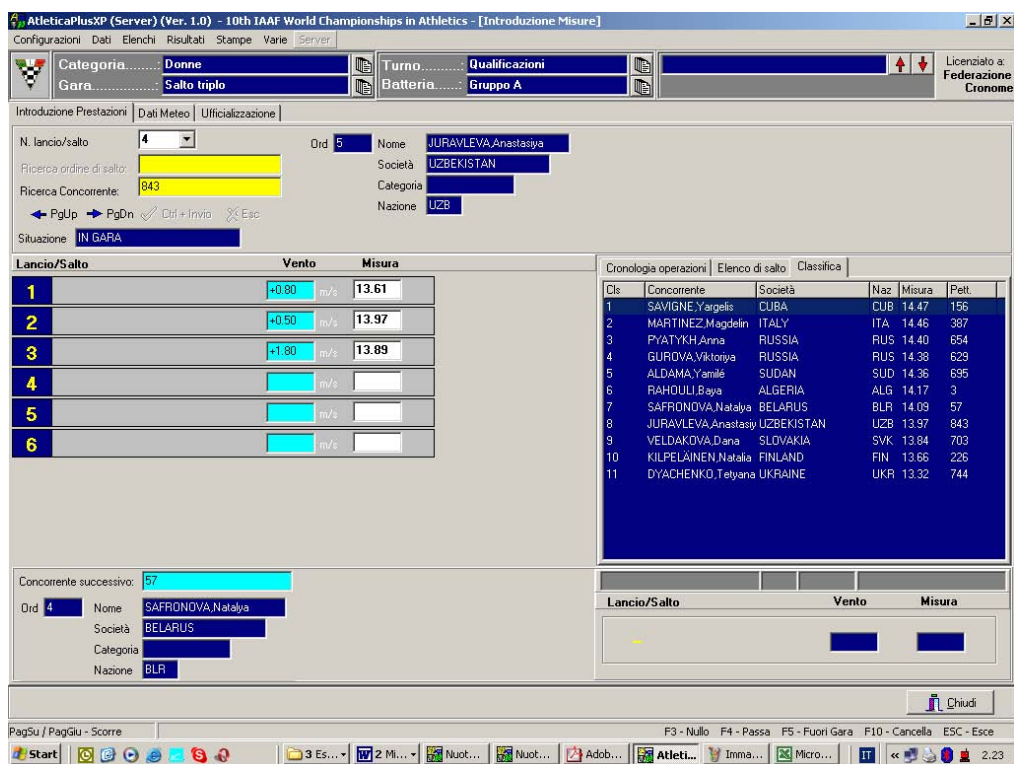 AtleticaPlusXP (Server) (Ver. 1.0) - 10th IAAF World Championships in Athletics - [Introduzione Misure]
Configurazioni Dati Elenchi Risultati Stampe Varie Server
Categoria........: Donne Turno..........: Qualificazioni Licenziato a:
Gara...............: Salto triplo Batteria......: Gruppo A Federazione
Cronome
Introduzione Prestazioni Dati Meteo Ufficializzazione
N. lancio/salto 4 Ord 5 Nome JURAVLEVA,Anastasiya
Ricerca ordine di salto: Società UZBEKISTAN
Ricerca Concorrente: 843 Categoria
PgUp PgDn Ctrl + Invio Esc Nazione UZB
Situazione IN GARA
Lancio/Salto Vento Misura
1 +0.80 m/s 13.61
2 +0.50 m/s 13.97
3 +1.80 m/s 13.89
4 m/s
5 m/s
6 m/s
Cronologia operazioni Elenco di salto Classifica
Cls Concorrente Società Naz Misura Pett.
1 SAVIGNE,Yargelis CUBA CUB 14.47 156
2 MARTINEZ,Magdelin ITALY ITA 14.46 387
3 PYATYKH,Anna RUSSIA RUS 14.40 654
4 GUROVA,Viktoriya RUSSIA RUS 14.38 629
5 ALDAMA,Yamilé SUDAN SUD 14.36 695
6 RAHOULI,Baya ALGERIA ALG 14.17 3
7 SAFRONOVA,Natalya BELARUS BLR 14.09 57
8 JURAVLEVA,Anastasiy UZBEKISTAN UZB 13.97 843
9 VELDAKOVA,Dana SLOVAKIA SVK 13.84 703
10 KILPELÄINEN,Natalia FINLAND FIN 13.66 226
11 DYACHENKO,Tetyana UKRAINE UKR 13.32 744
Concorrente successivo: 57
Ord 4 Nome SAFRONOVA,Natalya
Società BELARUS
Categoria
Nazione BLR
Lancio/Salto Vento Misura
–
Chiudi
PagSu / PagGiu - Scorre F3 - Nullo F4 - Passa F5 - Fuori Gara F10 - Cancella ESC - Esce
Start 3 Es... 2 Mi... Nuot... Nuot... Adob... Atleti... Imma... Micro... IT « 2.23